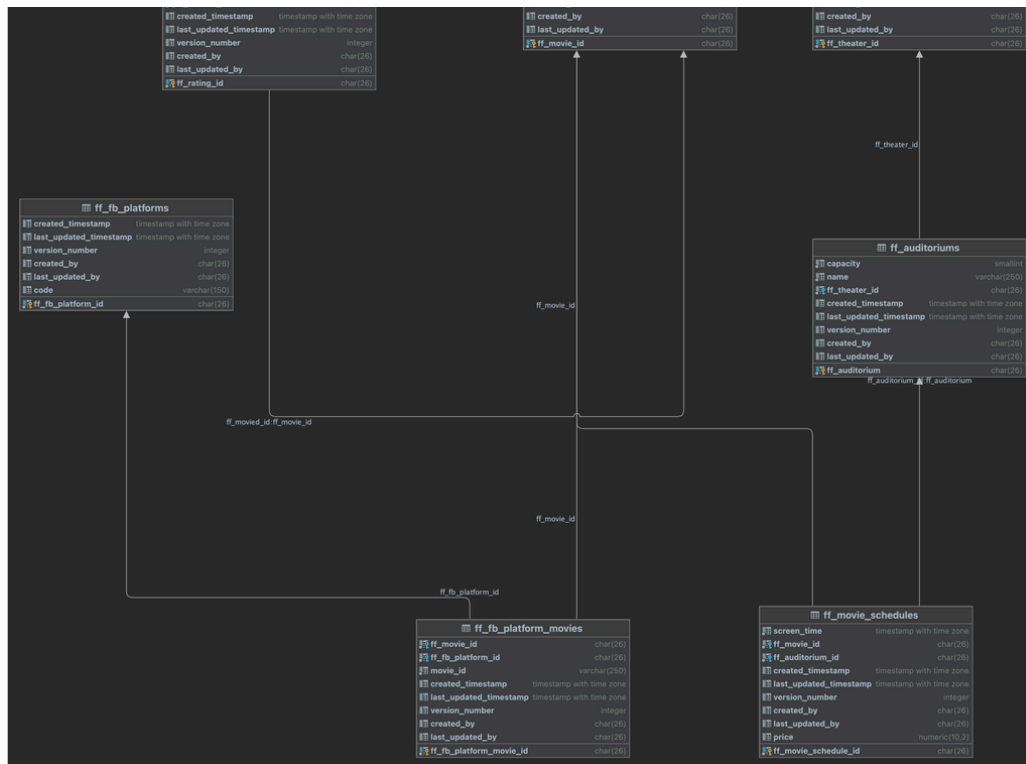 created_timestamp timestamp with time zone
last_updated_timestamp timestamp with time zone
version_number integer
created_by char(26)
last_updated_by char(26)
ff_rating_id char(26)
created_by char(26)
last_updated_by char(26)
ff_movie_id char(26)
created_by char(26)
last_updated_by char(26)
ff_theater_id char(26)
ff_theater_id
ff_fb_platforms
created_timestamp timestamp with time zone
last_updated_timestamp timestamp with time zone
version_number integer
created_by char(26)
last_updated_by char(26)
code varchar(150)
ff_fb_platform_id char(26)
ff_auditoriums
capacity smallint
name varchar(250)
ff_theater_id char(26)
created_timestamp timestamp with time zone
last_updated_timestamp timestamp with time zone
version_number integer
created_by char(26)
last_updated_by char(26)
ff_auditorium char(26)
ff_movie_id
ff_movied_id:ff_movie_id
ff_movie_id
ff_fb_platform_id
ff_fb_platform_movies
ff_movie_id char(26)
ff_fb_platform_id char(26)
movie_id varchar(250)
created_timestamp timestamp with time zone
last_updated_timestamp timestamp with time zone
version_number integer
created_by char(26)
last_updated_by char(26)
ff_fb_platform_movie_id char(26)
ff_movie_schedules
screen_time timestamp with time zone
ff_movie_id char(26)
ff_auditorium_id char(26)
created_timestamp timestamp with time zone
last_updated_timestamp timestamp with time zone
version_number integer
created_by char(26)
last_updated_by char(26)
price numeric(10,2)
ff_movie_schedule_id char(26)